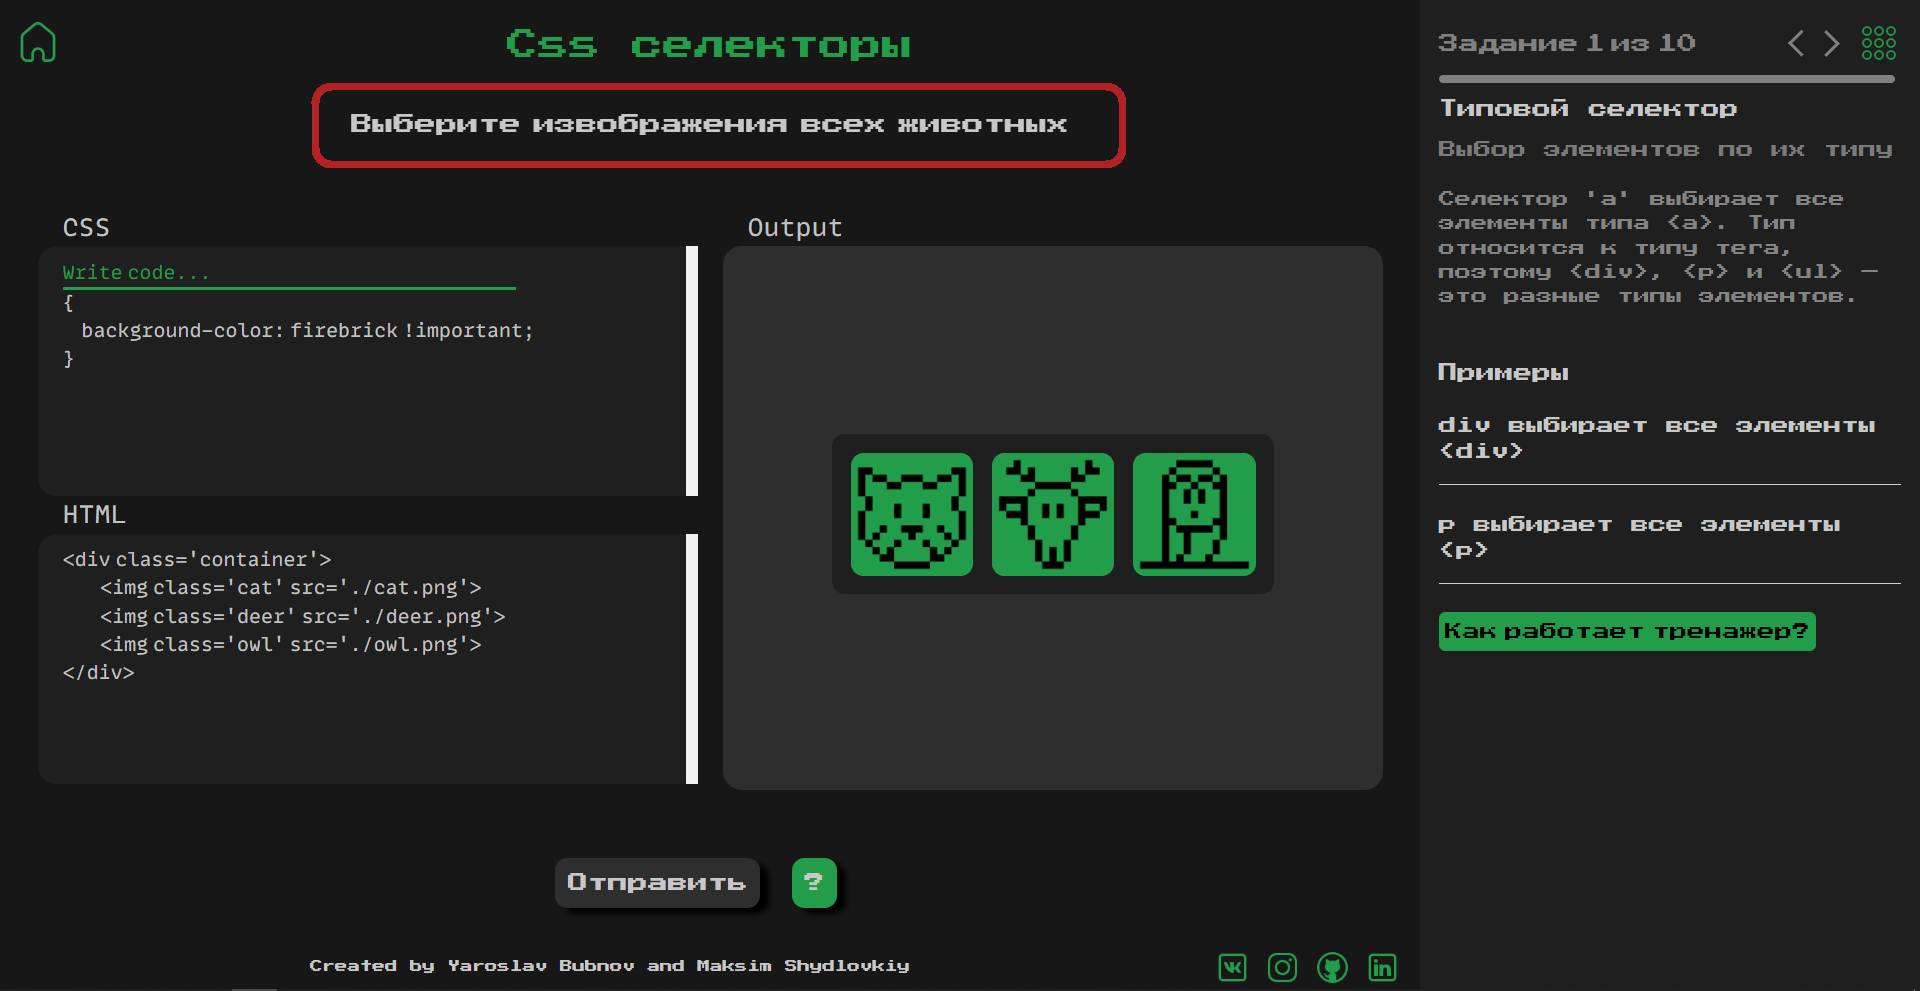 Css селекторы
Выберите извображения всех животных
CSS
Write code...
{
background-color: firebrick !important;
}
HTML
<div class='container'>
<img class='cat' src='./cat.png'>
<img class='deer' src='./deer.png'>
<img class='owl' src='./owl.png'>
</div>
Output
Отправить
?
Created by Yaroslav Bubnov and Maksim Shydlovkiy
Задание 1 из 10
Типовой селектор
Выбор элементов по их типу
Селектор 'a' выбирает все
элементы типа <a>. Тип
относится к типу тега,
поэтому <div>, <p> и <ul> —
это разные типы элементов.
Примеры
div выбирает все элементы
<div>
p выбирает все элементы
<p>
Как работает тренажер?